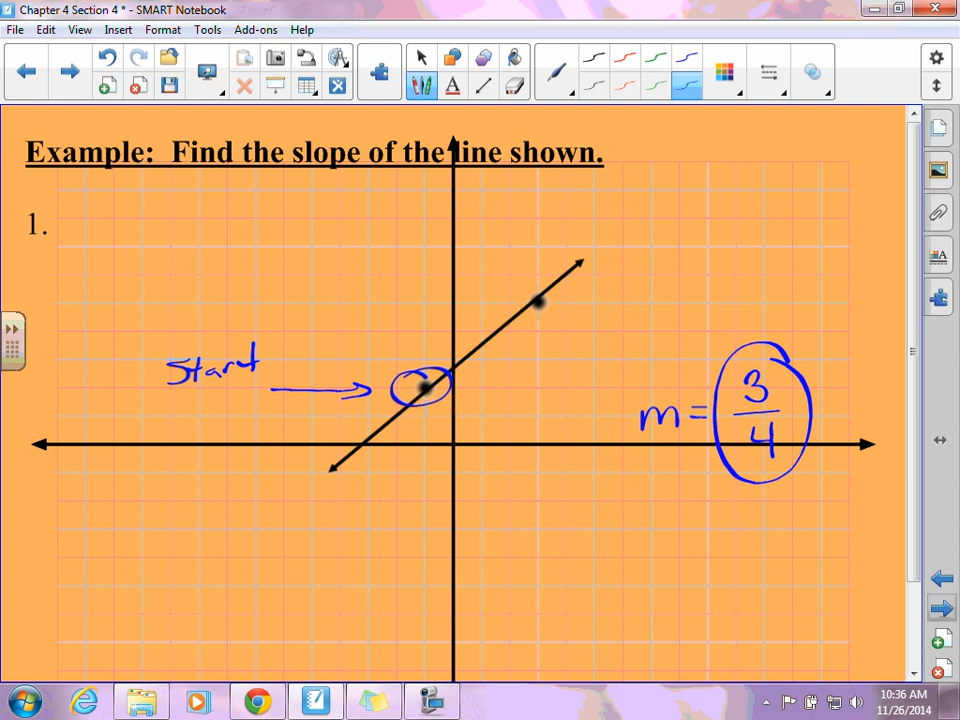 Chapter 4 Section 4 * - SMART Notebook
File Edit View Insert Format Tools Add-ons Help
Example: Find the slope of the line shown.
1.
Start
m = 3/4
10:36 AM
11/26/2014